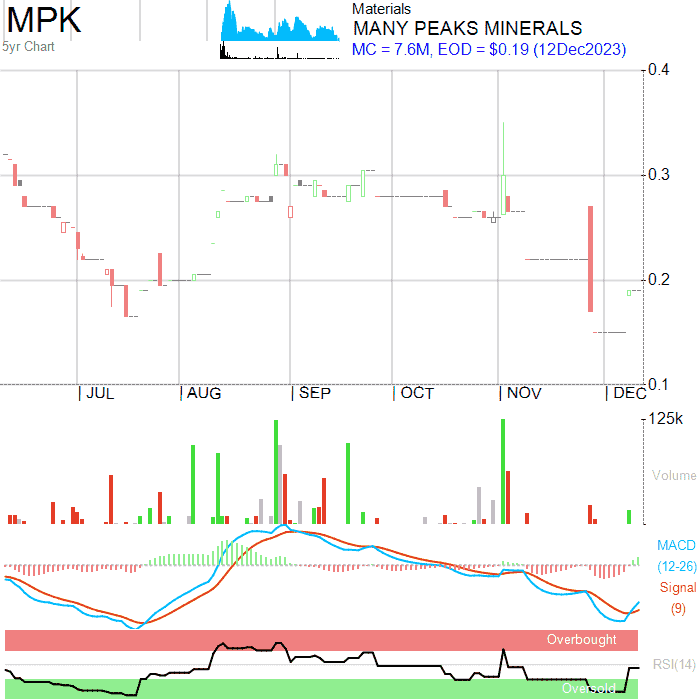 MPK
5yr Chart
Materials
MANY PEAKS MINERALS
MC = 7.6M, EOD = $0.19 (12Dec2023)
0.4
0.3
0.2
0.1
JUL AUG SEP OCT NOV DEC
125k
Volume
MACD
(12-26)
Signal
(9)
Overbought
RSI(14)
Oversold